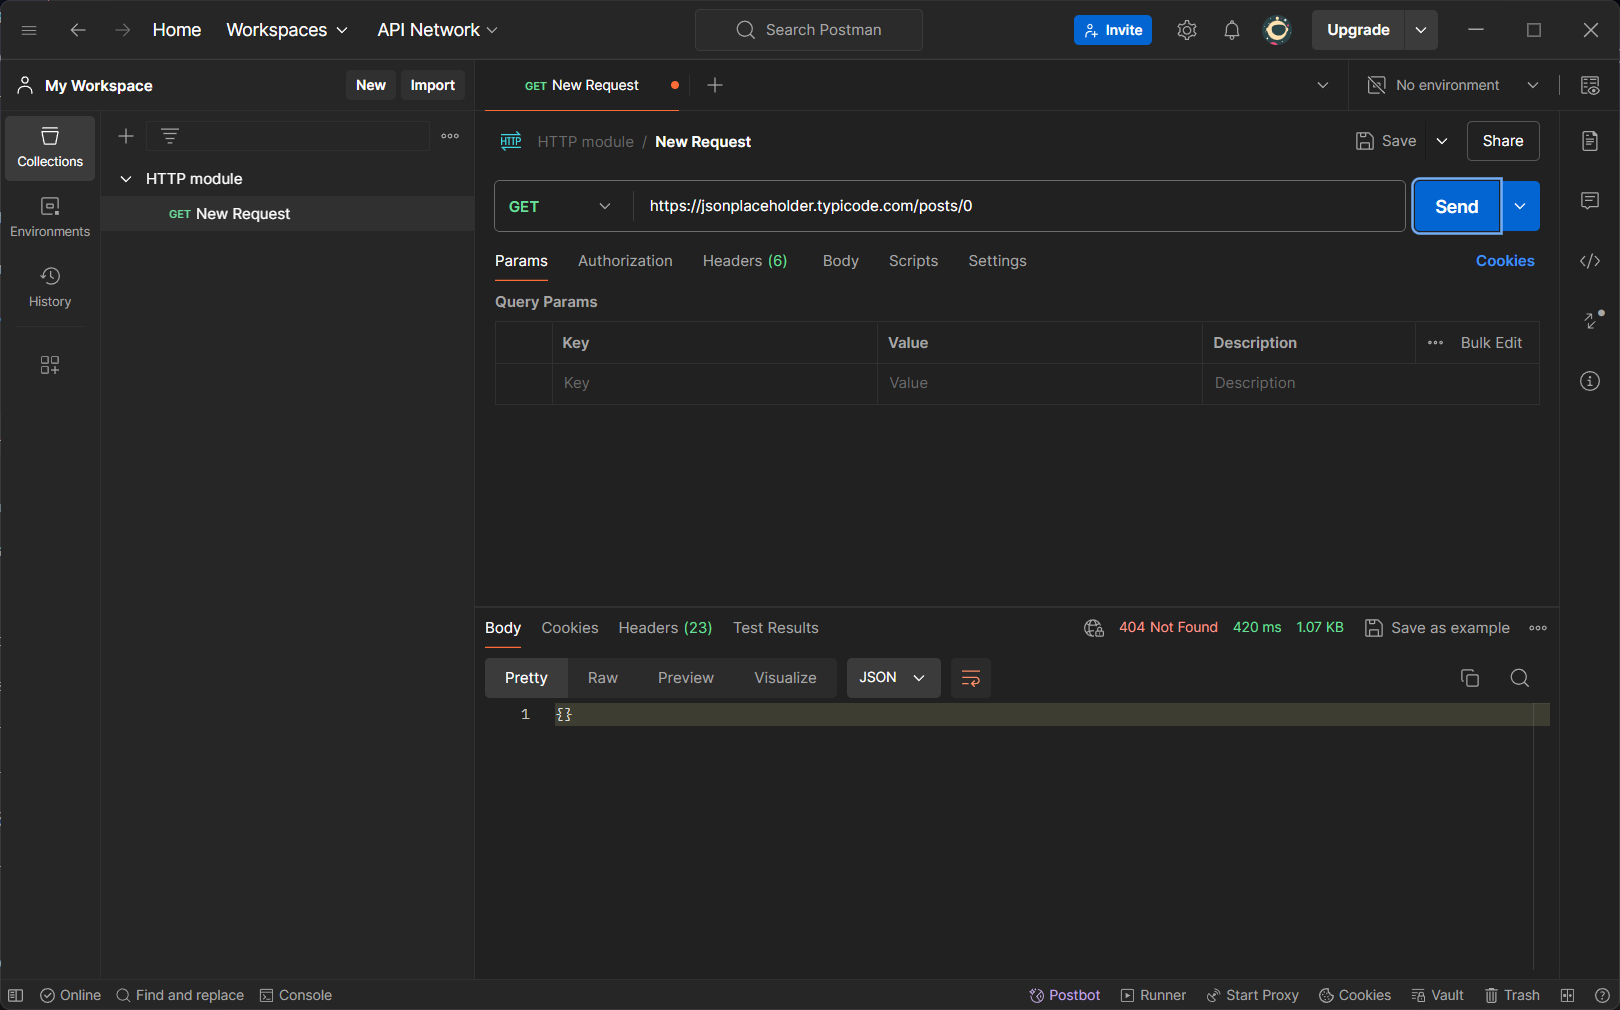 Home Workspaces API Network Search Postman Invite Upgrade
My Workspace New Import GET New Request No environment
Collections
HTTP module
GET New Request
Environments
History
HTTP HTTP module / New Request Save Share
GET https://jsonplaceholder.typicode.com/posts/0 Send
Params Authorization Headers (6) Body Scripts Settings Cookies
Query Params
Key Value Description Bulk Edit
Key Value Description
Body Cookies Headers (23) Test Results 404 Not Found 420 ms 1.07 KB Save as example
Pretty Raw Preview Visualize JSON
1 {}
Online Find and replace Console Postbot Runner Start Proxy Cookies Vault Trash